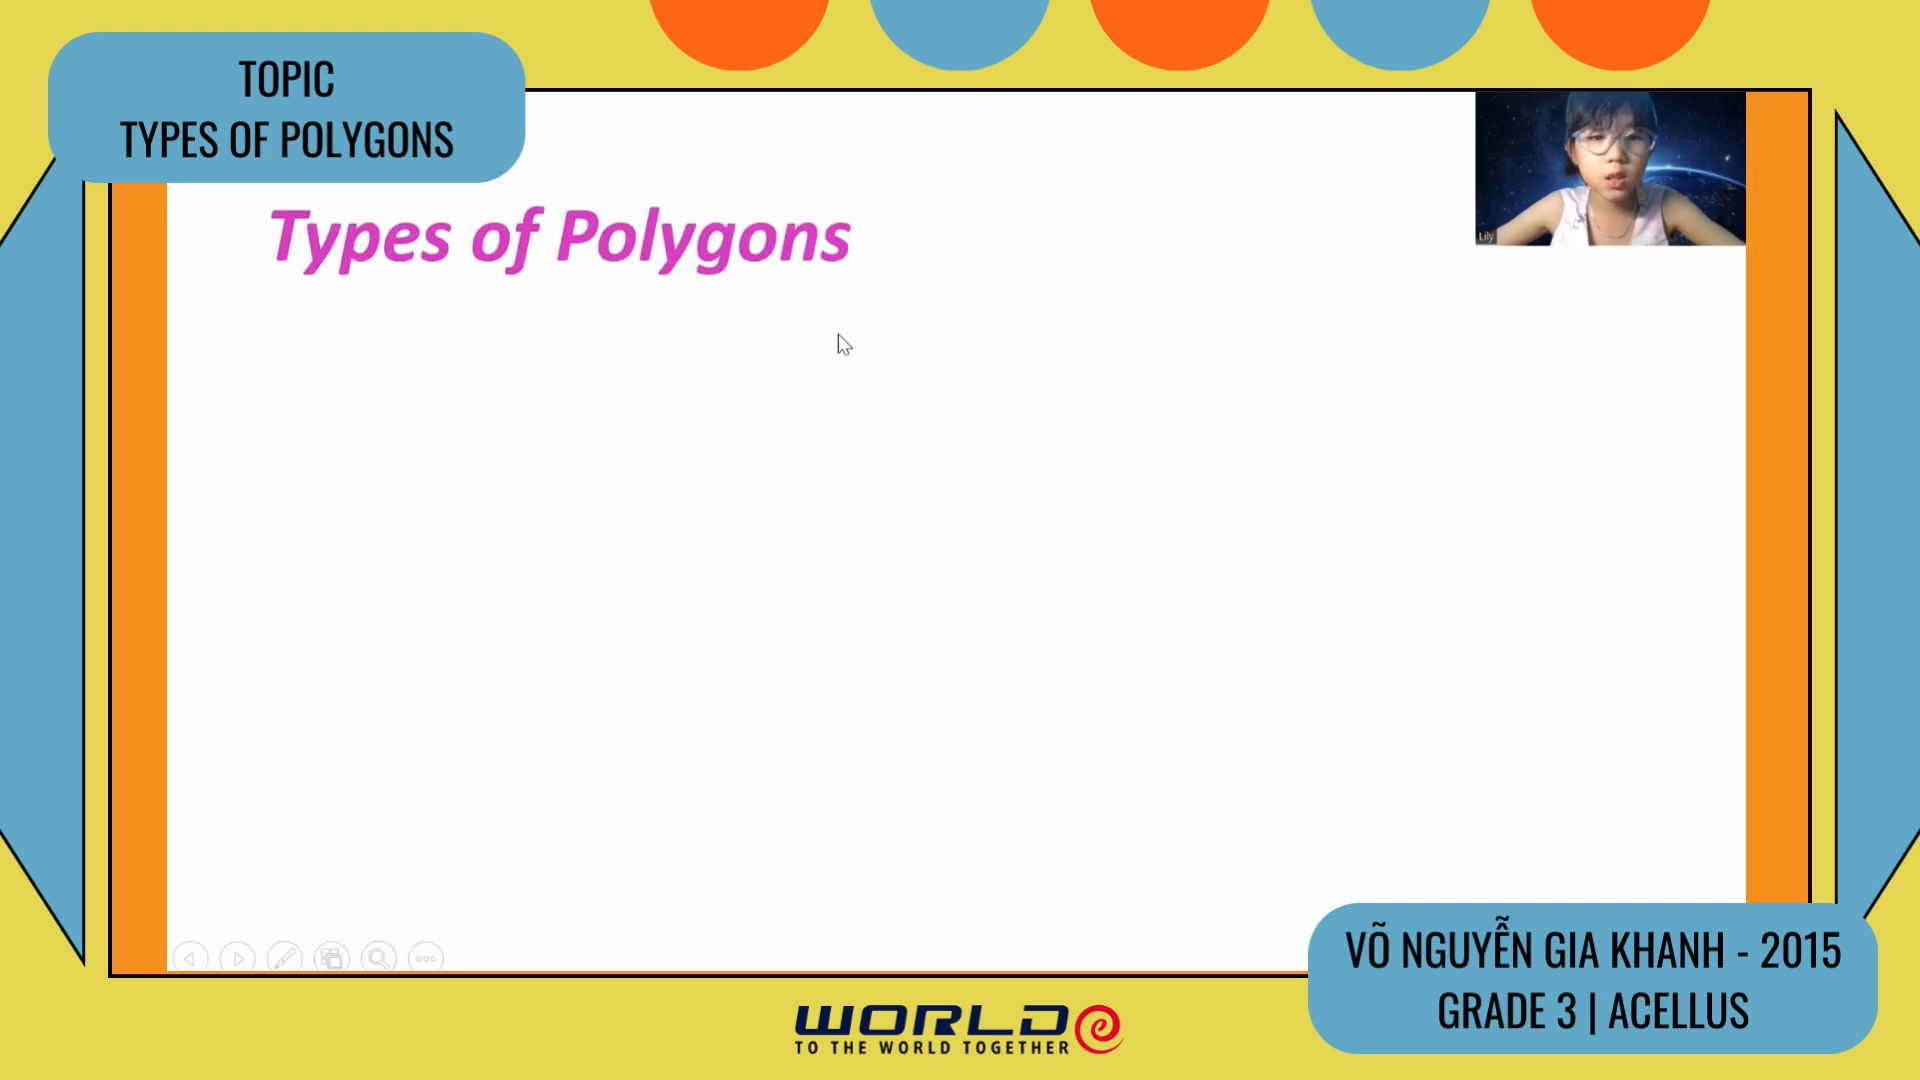 TOPIC
TYPES OF POLYGONS
Types of Polygons
Lily
VÕ NGUYỄN GIA KHANH - 2015
GRADE 3 | ACELLUS
WORLD e
TO THE WORLD TOGETHER